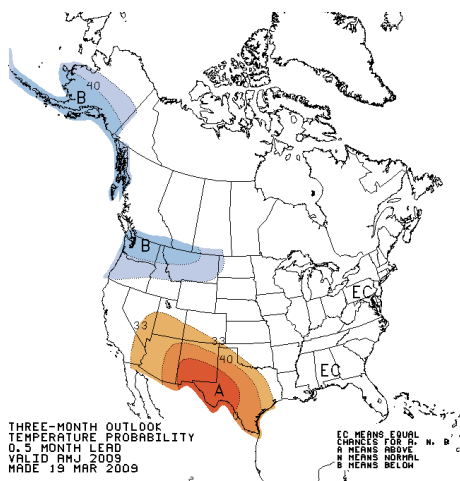 40
B
B
EC
33
33
40
EC
A
THREE-MONTH OUTLOOK
TEMPERATURE PROBABILITY
0.5 MONTH LEAD
VALID AMJ 2009
MADE 19 MAR 2009
EC MEANS EQUAL
CHANCES FOR A, N, B
A MEANS ABOVE
N MEANS NORMAL
B MEANS BELOW